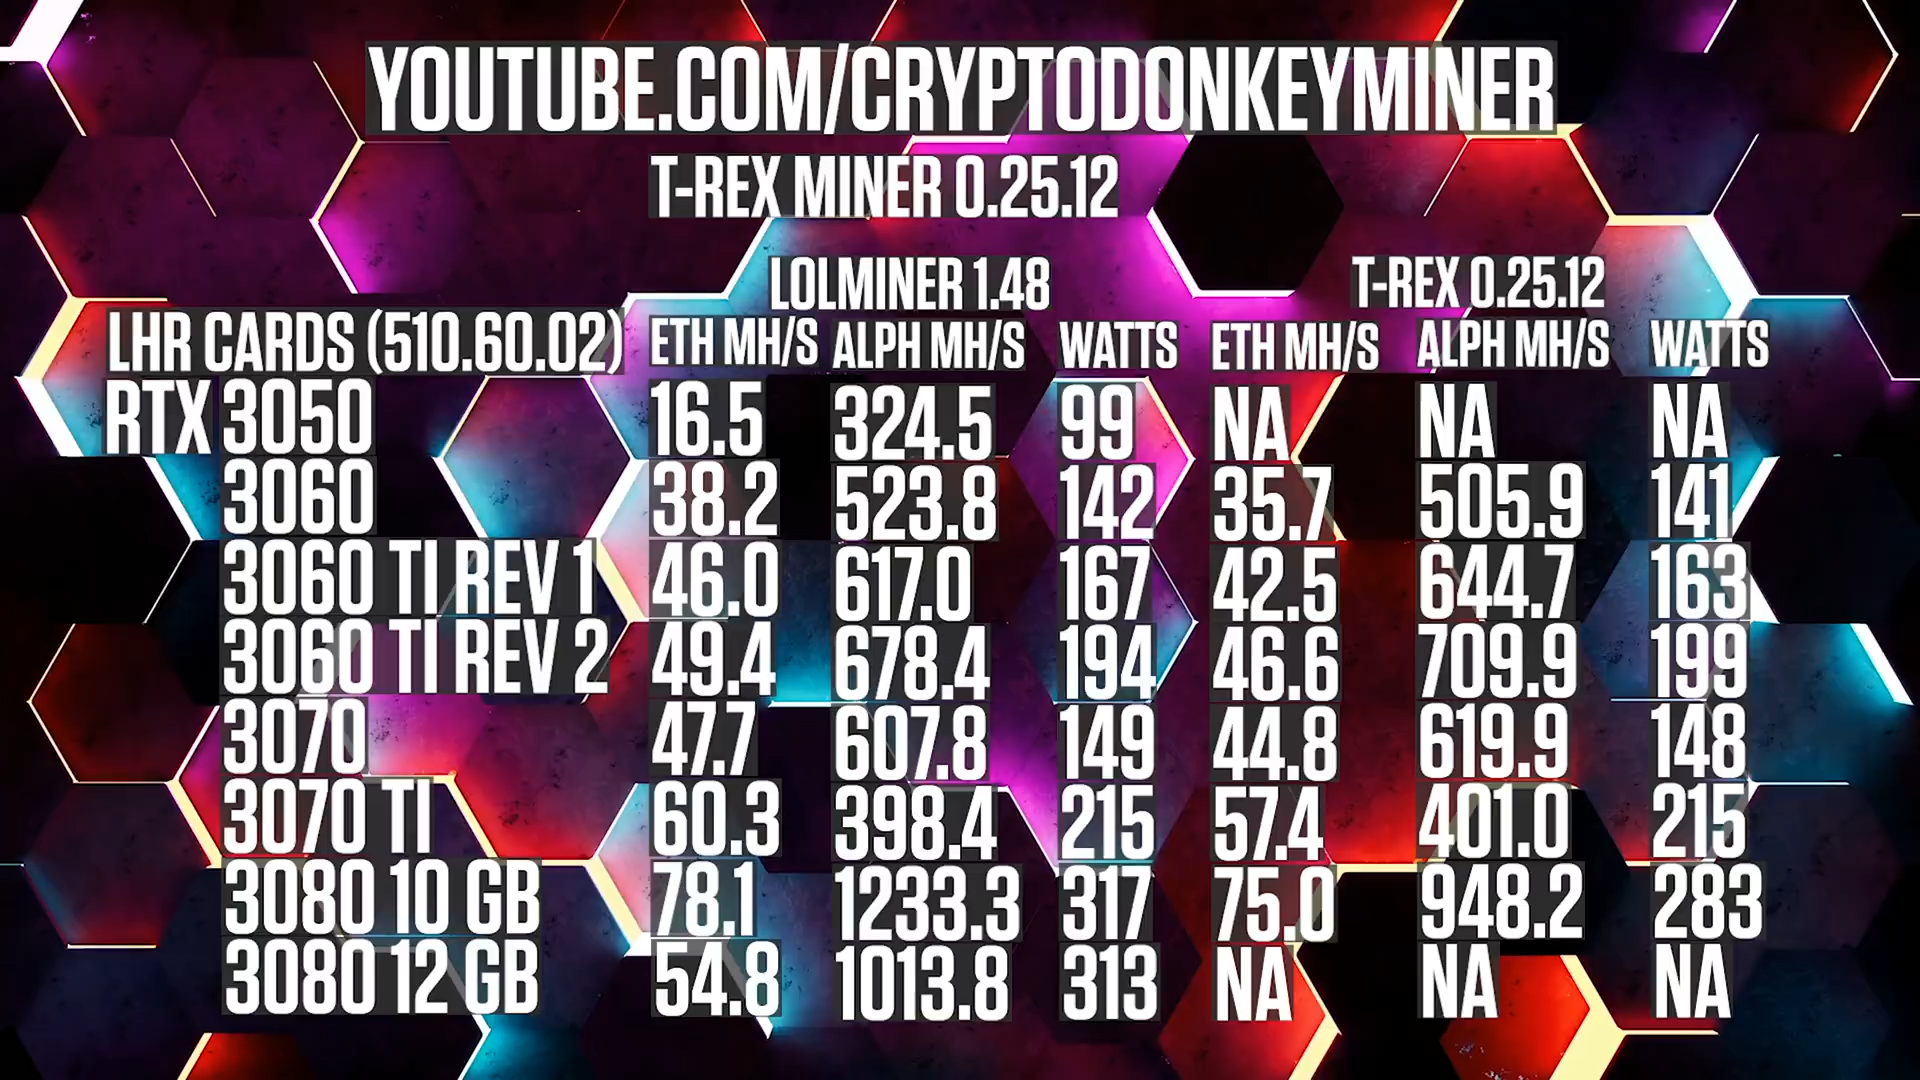 YOUTUBE.COM/CRYPTODONKEYMINER
T-REX MINER 0.25.12
LOLMINER 1.48 T-REX 0.25.12
LHR CARDS (510.60.02) ETH MH/S ALPH MH/S WATTS ETH MH/S ALPH MH/S WATTS
RTX 3050 16.5 324.5 99 NA NA NA
3060 38.2 523.8 142 35.7 505.9 141
3060 TI REV 1 46.0 617.0 167 42.5 644.7 163
3060 TI REV 2 49.4 678.4 194 46.6 709.9 199
3070 47.7 607.8 149 44.8 619.9 148
3070 TI 60.3 398.4 215 57.4 401.0 215
3080 10 GB 78.1 1233.3 317 75.0 948.2 283
3080 12 GB 54.8 1013.8 313 NA NA NA